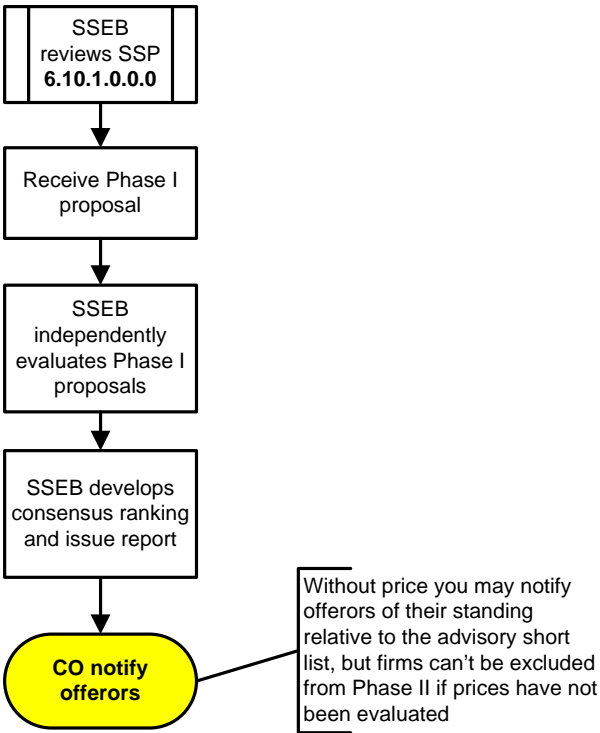 SSEB
reviews SSP
6.10.1.0.0.0
Receive Phase I
proposal
SSEB
independently
evaluates Phase I
proposals
SSEB develops
consensus ranking
and issue report
CO notify
offerors
Without price you may notify
offerors of their standing
relative to the advisory short
list, but firms can’t be excluded
from Phase II if prices have not
been evaluated